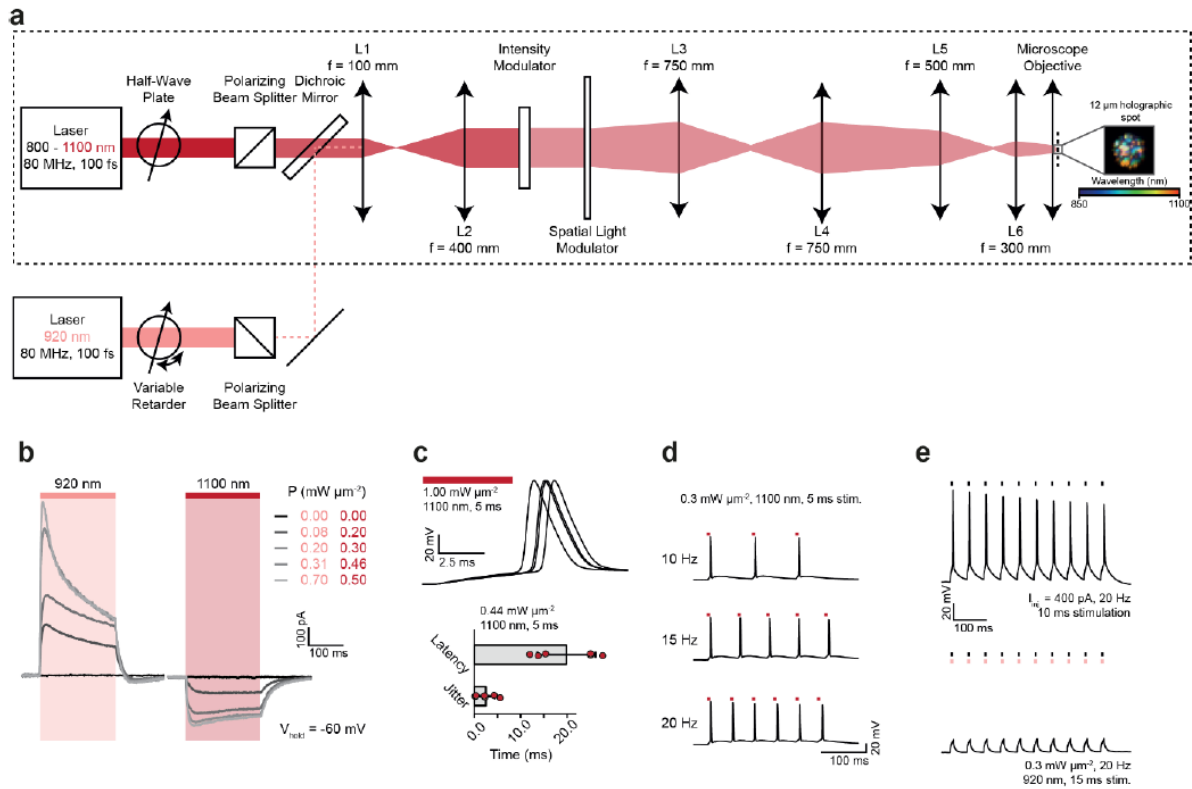 a
L1
f = 100 mm
Intensity
Modulator
L3
f = 750 mm
L5
f = 500 mm
Microscope
Objective
Half-Wave
Plate
Polarizing
Beam Splitter
Dichroic
Mirror
Laser
800 - 1100 nm
80 MHz, 100 fs
12 µm holographic
spot
Wavelength (nm)
850
1100
L2
f = 400 mm
Spatial Light
Modulator
L4
f = 750 mm
L6
f = 300 mm
Laser
920 nm
80 MHz, 100 fs
Variable
Retarder
Polarizing
Beam Splitter
b
920 nm
1100 nm
P (mW µm-2)
0.00 0.00
0.08 0.20
0.20 0.30
0.31 0.46
0.70 0.50
100 pA
100 ms
Vhold = -60 mV
c
1.00 mW µm-2
1100 nm, 5 ms
20 mV
2.5 ms
0.44 mW µm-2
1100 nm, 5 ms
Latency
Jitter
0.0
10.0
20.0
Time (ms)
d
0.3 mW µm-2, 1100 nm, 5 ms stim.
10 Hz
15 Hz
20 Hz
20 mV
100 ms
e
20 mV
100 ms
Iinj = 400 pA, 20 Hz
10 ms stimulation
0.3 mW µm-2, 20 Hz
920 nm, 15 ms stim.